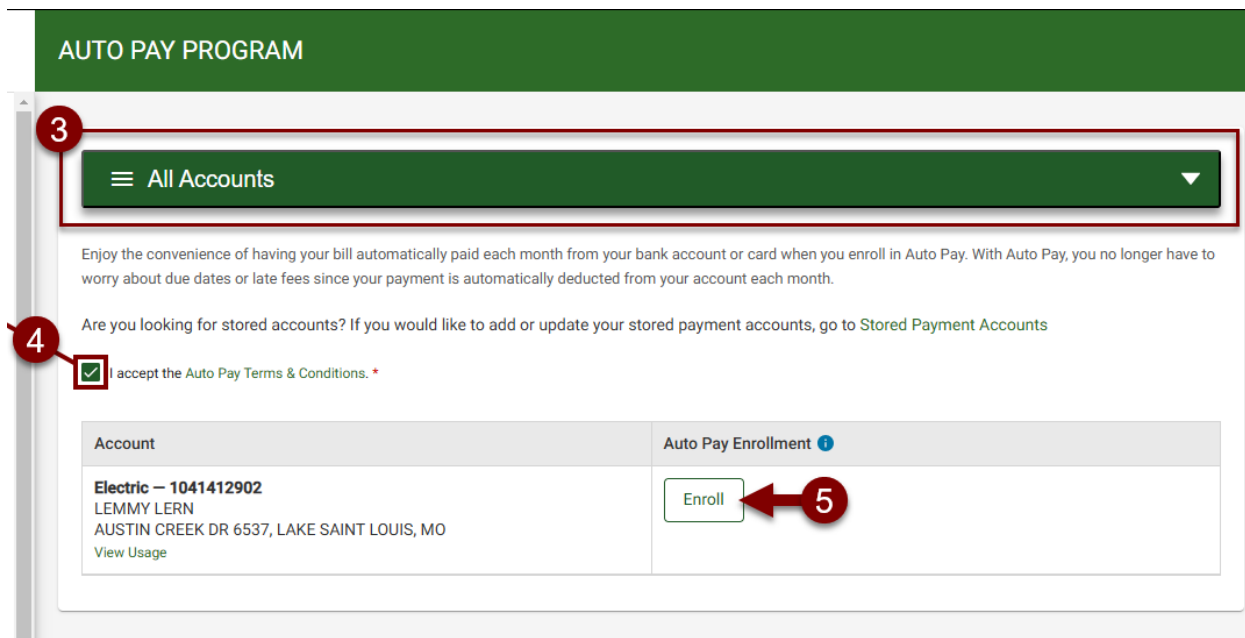 AUTO PAY PROGRAM
3
All Accounts
Enjoy the convenience of having your bill automatically paid each month from your bank account or card when you enroll in Auto Pay. With Auto Pay, you no longer have to
worry about due dates or late fees since your payment is automatically deducted from your account each month.
Are you looking for stored accounts? If you would like to add or update your stored payment accounts, go to Stored Payment Accounts
4
I accept the Auto Pay Terms & Conditions. *
Account
Auto Pay Enrollment
Electric — 1041412902
LEMMY LERN
AUSTIN CREEK DR 6537, LAKE SAINT LOUIS, MO
View Usage
Enroll
5